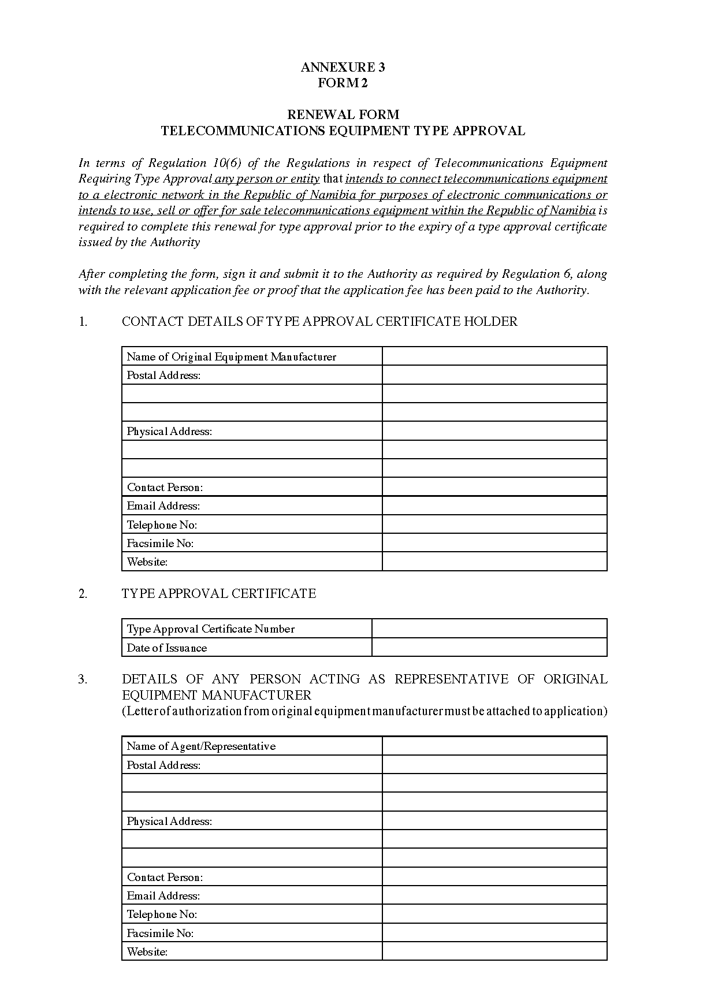 ANNEXURE 3
FORM 2
RENEWAL FORM
TELECOMMUNICATIONS EQUIPMENT TYPE APPROVAL
In terms of Regulation 10(6) of the Regulations in respect of Telecommunications Equipment
Requiring Type Approval any person or entity that intends to connect telecommunications equipment
to a electronic network in the Republic of Namibia for purposes of electronic communications or
intends to use, sell or offer for sale telecommunications equipment within the Republic of Namibia is
required to complete this renewal for type approval prior to the expiry of a type approval certificate
issued by the Authority
After completing the form, sign it and submit it to the Authority as required by Regulation 6, along
with the relevant application fee or proof that the application fee has been paid to the Authority.
1. CONTACT DETAILS OF TYPE APPROVAL CERTIFICATE HOLDER
Name of Original Equipment Manufacturer
Postal Address:
Physical Address:
Contact Person:
Email Address:
Telephone No:
Facsimile No:
Website:
2. TYPE APPROVAL CERTIFICATE
Type Approval Certificate Number
Date of Issuance
3. DETAILS OF ANY PERSON ACTING AS REPRESENTATIVE OF ORIGINAL
EQUIPMENT MANUFACTURER
(Letter of authorization from original equipment manufacturer must be attached to application)
Name of Agent/Representative
Postal Address:
Physical Address:
Contact Person:
Email Address:
Telephone No:
Facsimile No:
Website: